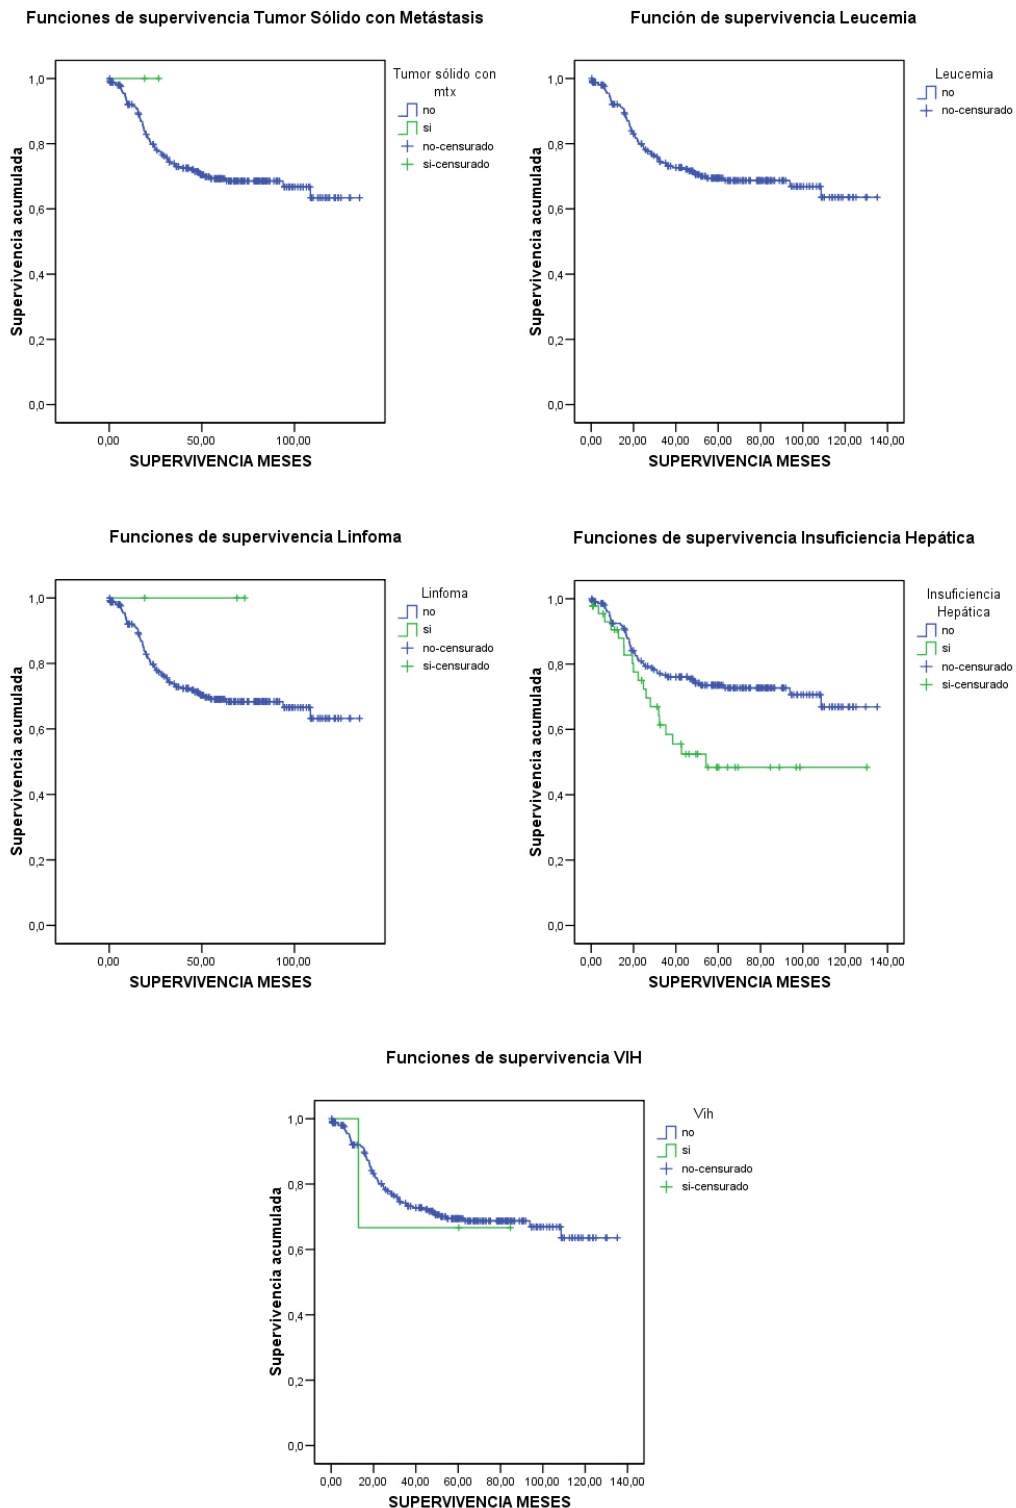 Funciones de supervivencia Tumor Sólido con Metástasis
Supervivencia acumulada
1,0
0,8
0,6
0,4
0,2
0,0
0,00 50,00 100,00
SUPERVIVENCIA MESES
Tumor sólido con
mtx
no
si
no-censurado
si-censurado
Función de supervivencia Leucemia
Supervivencia acumulada
1,0
0,8
0,6
0,4
0,2
0,0
0,00 20,00 40,00 60,00 80,00 100,00 120,00 140,00
SUPERVIVENCIA MESES
Leucemia
no
no-censurado
Funciones de supervivencia Linfoma
Supervivencia acumulada
1,0
0,8
0,6
0,4
0,2
0,0
0,00 50,00 100,00
SUPERVIVENCIA MESES
Linfoma
no
si
no-censurado
si-censurado
Funciones de supervivencia Insuficiencia Hepática
Supervivencia acumulada
1,0
0,8
0,6
0,4
0,2
0,0
0,00 20,00 40,00 60,00 80,00 100,00 120,00 140,00
SUPERVIVENCIA MESES
Insuficiencia
Hepática
no
si
no-censurado
si-censurado
Funciones de supervivencia VIH
Supervivencia acumulada
1,0
0,8
0,6
0,4
0,2
0,0
0,00 20,00 40,00 60,00 80,00 100,00 120,00 140,00
SUPERVIVENCIA MESES
Vih
no
si
no-censurado
si-censurado